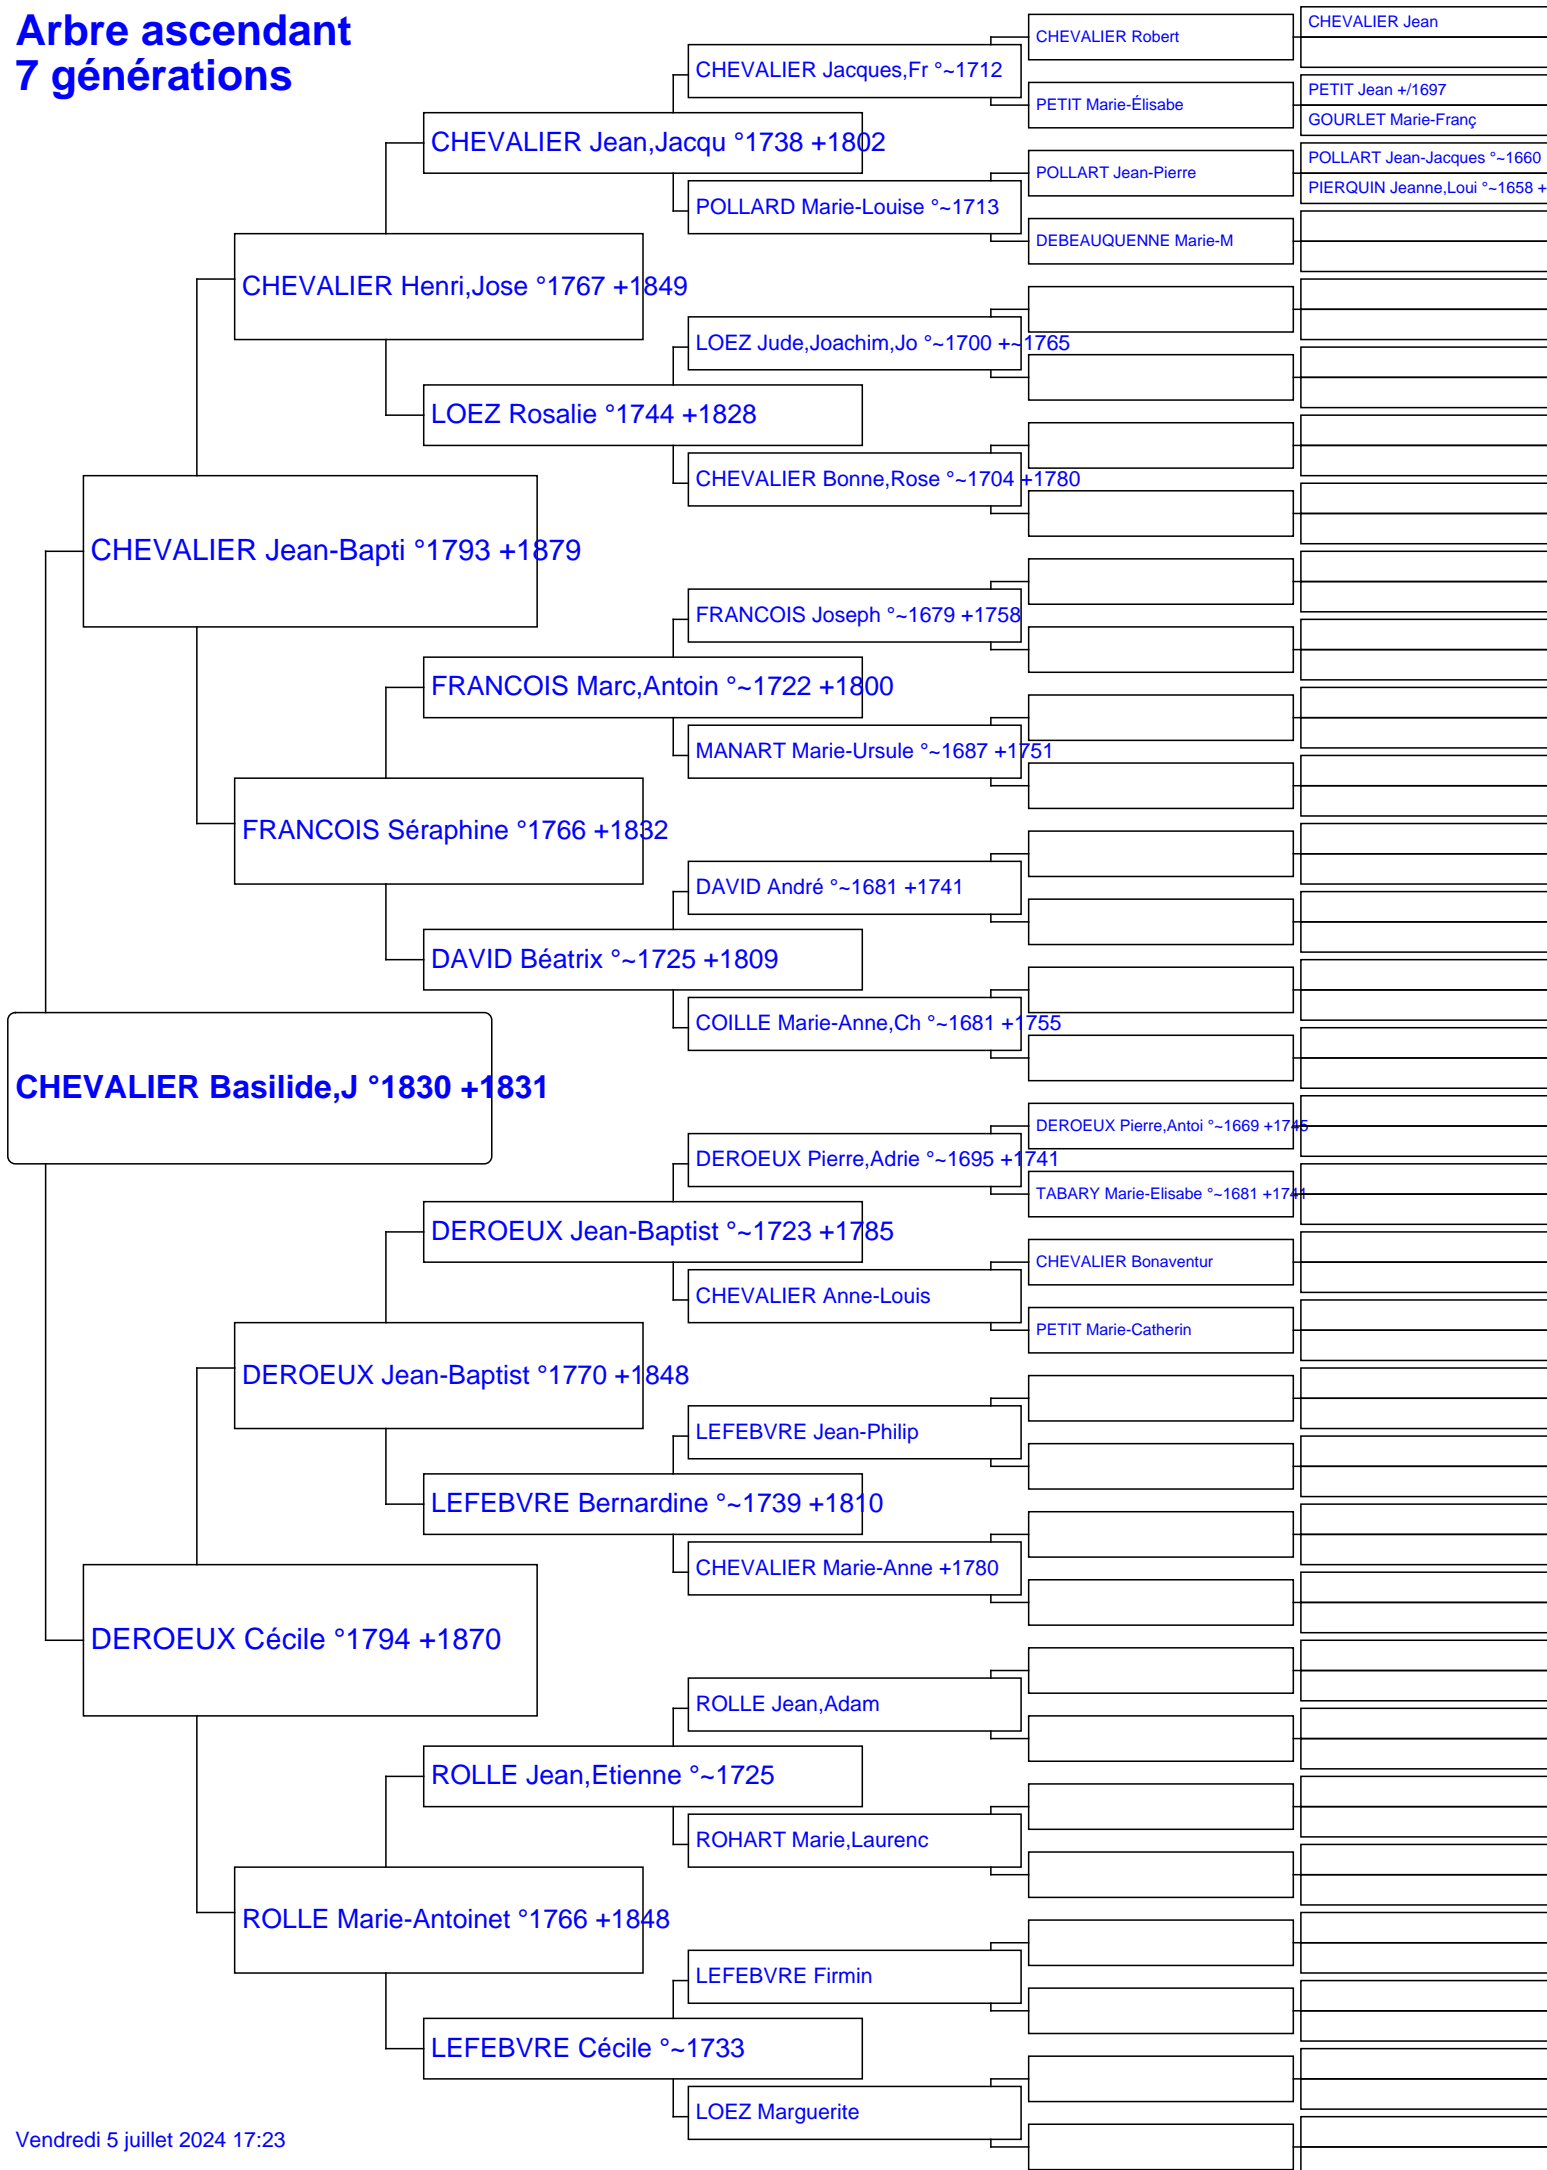 Arbre ascendant
7 générations
CHEVALIER Basilide,J °1830 +1831
CHEVALIER Jean-Bapti °1793 +1879
DEROEUX Cécile °1794 +1870
CHEVALIER Henri,Jose °1767 +1849
FRANCOIS Séraphine °1766 +1832
DEROEUX Jean-Baptist °1770 +1848
ROLLE Marie-Antoinet °1766 +1848
CHEVALIER Jean,Jacqu °1738 +1802
LOEZ Rosalie °1744 +1828
FRANCOIS Marc,Antoin °~1722 +1800
DAVID Béatrix °~1725 +1809
DEROEUX Jean-Baptist °~1723 +1785
LEFEBVRE Bernardine °~1739 +1810
ROLLE Jean,Etienne °~1725
LEFEBVRE Cécile °~1733
CHEVALIER Jacques,Fr °~1712
POLLARD Marie-Louise °~1713
LOEZ Jude,Joachim,Jo °~1700 +~1765
CHEVALIER Bonne,Rose °~1704 +1780
FRANCOIS Joseph °~1679 +1758
MANART Marie-Ursule °~1687 +1751
DAVID André °~1681 +1741
COILLE Marie-Anne,Ch °~1681 +1755
DEROEUX Pierre,Adrie °~1695 +1741
CHEVALIER Anne-Louis
LEFEBVRE Jean-Philip
CHEVALIER Marie-Anne +1780
ROLLE Jean,Adam
ROHART Marie,Laurenc
LEFEBVRE Firmin
LOEZ Marguerite
CHEVALIER Robert
PETIT Marie-Élisabe
POLLART Jean-Pierre
DEBEAUQUENNE Marie-M
DEROEUX Pierre,Antoi °~1669 +1745
TABARY Marie-Elisabe °~1681 +1741
CHEVALIER Bonaventur
PETIT Marie-Catherin
CHEVALIER Jean
PETIT Jean +/1697
GOURLET Marie-Franç
POLLART Jean-Jacques °~1660
PIERQUIN Jeanne,Loui °~1658 +
Vendredi 5 juillet 2024 17:23